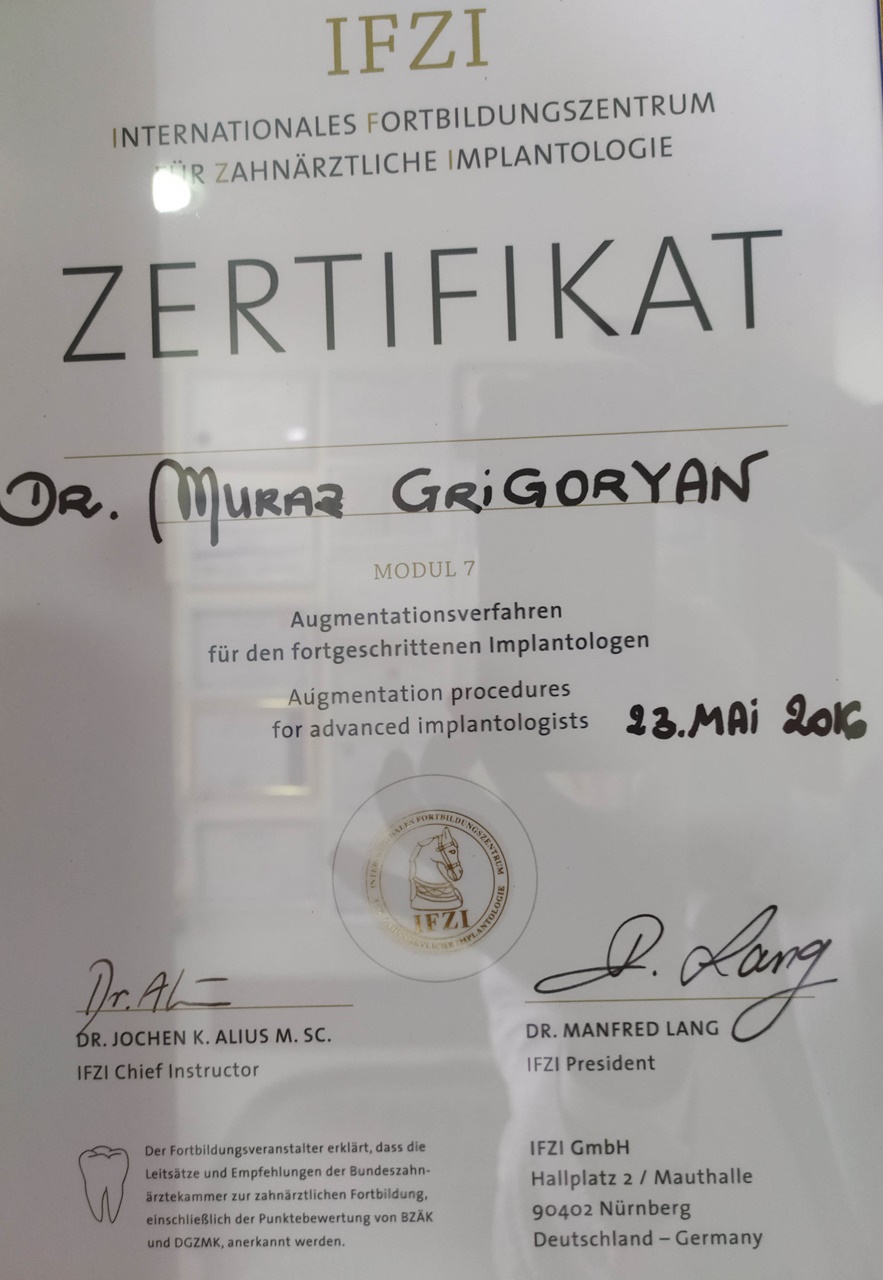 IFZI
INTERNATIONALES FORTBILDUNGSZENTRUM
FÜR ZAHNÄRZTLICHE IMPLANTOLOGIE
ZERTIFIKAT
DR. MURAZ GRIGORYAN
MODUL 7
Augmentationsverfahren
für den fortgeschrittenen Implantologen
Augmentation procedures
for advanced implantologists 23. MAI 2016
IFZI
Dr. Al
D. Lang
DR. JOCHEN K. ALIUS M. SC.
IFZI Chief Instructor
DR. MANFRED LANG
IFZI President
Der Fortbildungsveranstalter erklärt, dass die
Leitsätze und Empfehlungen der Bundeszahn-
ärztekammer zur zahnärztlichen Fortbildung,
einschließlich der Punktebewertung von BZÄK
und DGZMK, anerkannt werden.
IFZI GmbH
Hallplatz 2 / Mauthalle
90402 Nürnberg
Deutschland – Germany